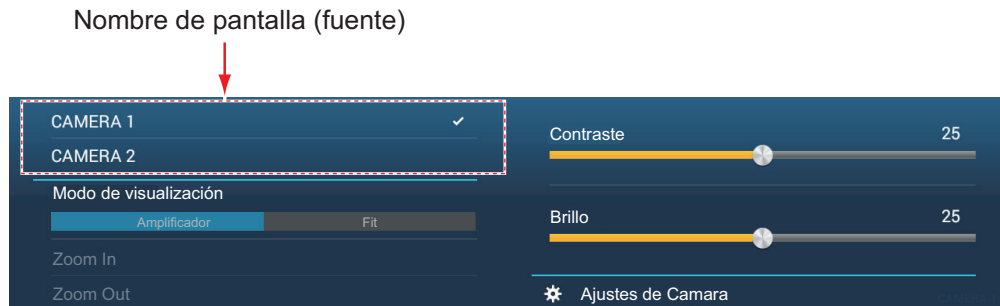 Nombre de pantalla (fuente)
CAMERA 1
CAMERA 2
Modo de visualización
Amplificador Fit
Zoom In
Zoom Out
Contraste 25
Brillo 25
Ajustes de Camara